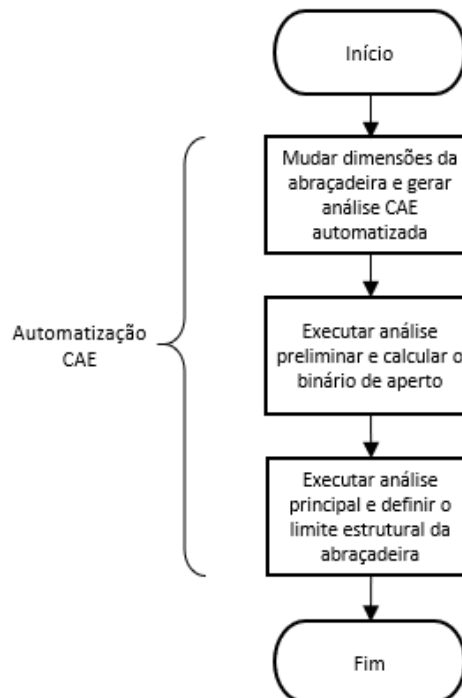 Início
Mudar dimensões da
abraçadeira e gerar
análise CAE
automatizada
Automatização
CAE
Executar análise
preliminar e calcular o
binário de aperto
Executar análise
principal e definir o
limite estrutural da
abraçadeira
Fim